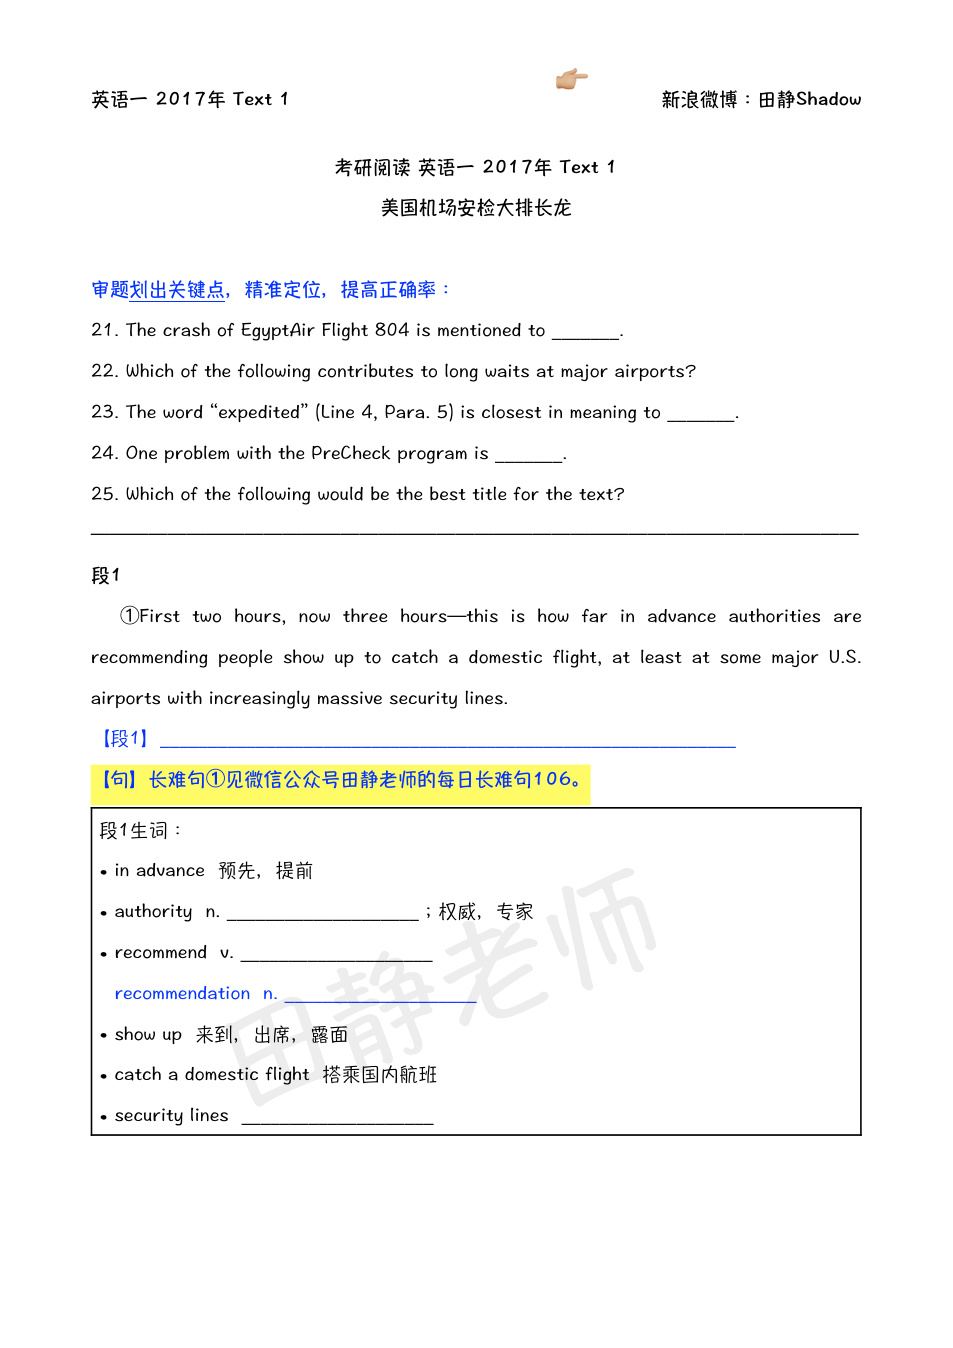 英语一 2017年 Text 1 新浪微博：田静Shadow
考研阅读 英语一 2017年 Text 1
美国机场安检大排长龙
审题划出关键点，精准定位，提高正确率：
21. The crash of EgyptAir Flight 804 is mentioned to _______.
22. Which of the following contributes to long waits at major airports?
23. The word “expedited” (Line 4, Para. 5) is closest in meaning to _______.
24. One problem with the PreCheck program is _______.
25. Which of the following would be the best title for the text?
段1
①First two hours, now three hours—this is how far in advance authorities are
recommending people show up to catch a domestic flight, at least at some major U.S.
airports with increasingly massive security lines.
【段1】____________________________________________________________
【句】长难句①见微信公众号田静老师的每日长难句106。
段1生词：
• in advance 预先，提前
• authority n. ____________________；权威，专家
• recommend v. ____________________
recommendation n. ____________________
• show up 来到，出席，露面
• catch a domestic flight 搭乘国内航班
• security lines ____________________
田静老师